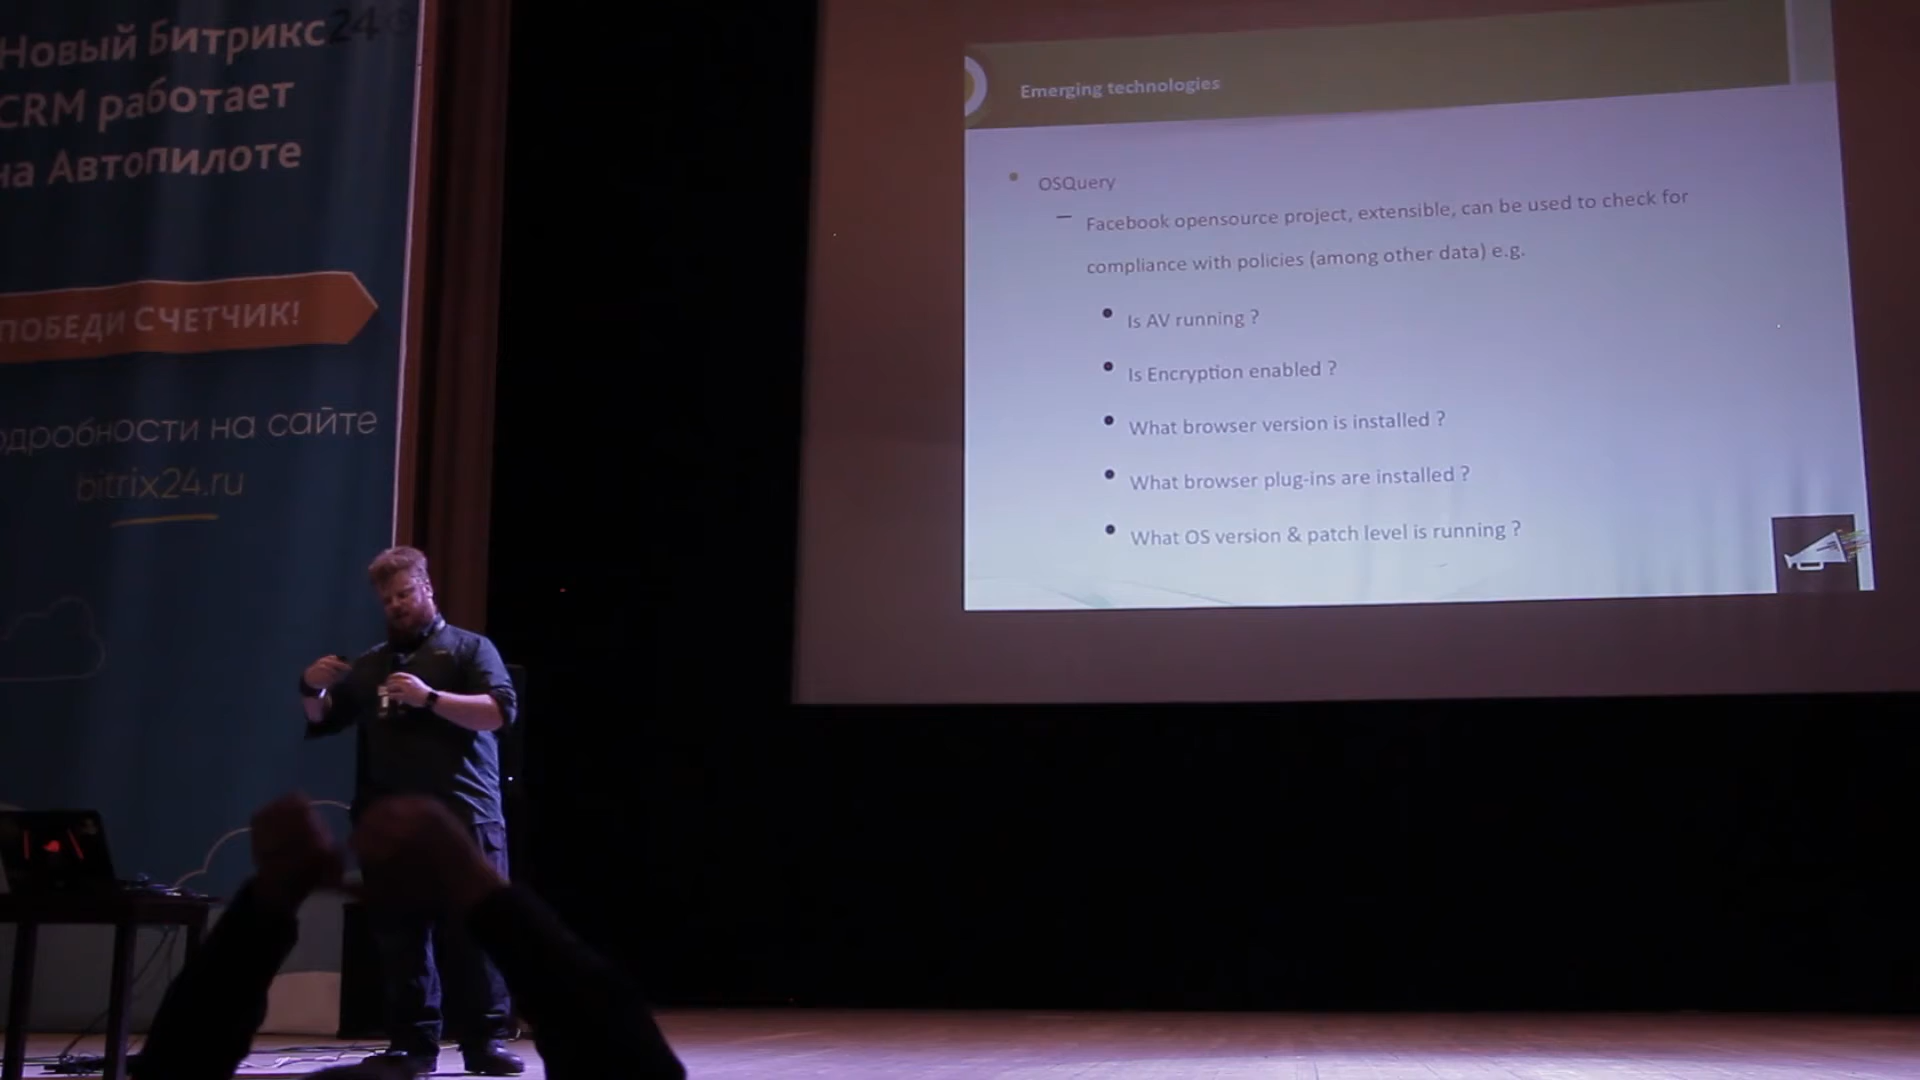 Новый Битрикс24
CRM работает
на Автопилоте
ПОБЕДИ СЧЕТЧИК!
одробности на сайте
bitrix24.ru
Emerging technologies
OSQuery
– Facebook opensource project, extensible, can be used to check for
compliance with policies (among other data) e.g.
• Is AV running ?
• Is Encryption enabled ?
• What browser version is installed ?
• What browser plug-ins are installed ?
• What OS version & patch level is running ?